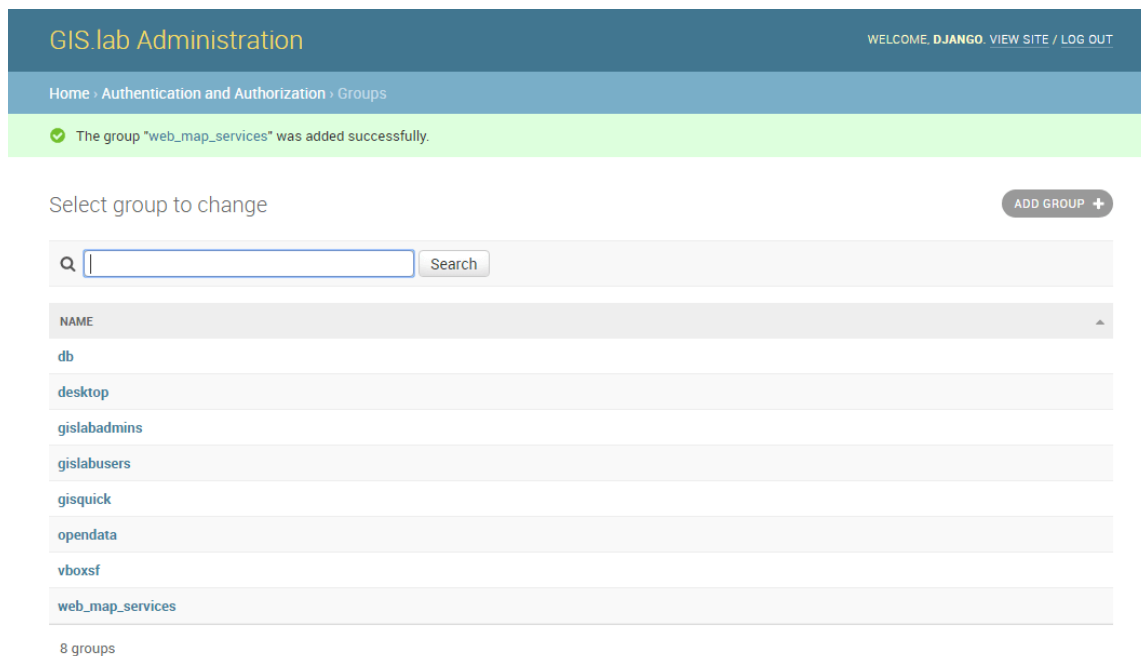 GIS.lab Administration
WELCOME, DJANGO. VIEW SITE / LOG OUT
Home › Authentication and Authorization › Groups
The group "web_map_services" was added successfully.
Select group to change
ADD GROUP +
Search
NAME
db
desktop
gislabadmins
gislabusers
gisquick
opendata
vboxsf
web_map_services
8 groups